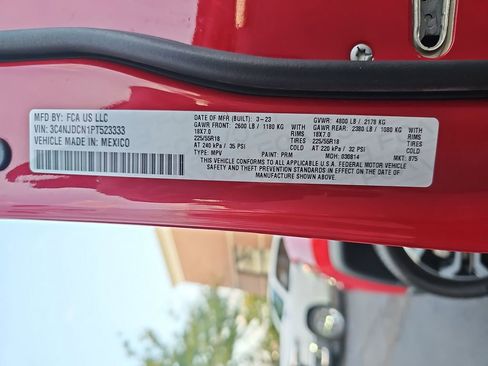 MFD BY: FCA US LLC
VIN: 3C4NJDCN1PT523333
VEHICLE MADE IN: MEXICO
DATE OF MFR (BUILT): 3-23 GVWR: 4800 LB / 2178 KG
GAWR FRONT: 2600 LB / 1180 KG WITH GAWR REAR: 2380 LB / 1080 KG WITH
18X7.0 RIMS 18X7.0 RIMS
225/55R18 TIRES 225/55R18 TIRES
AT 240 kPa / 35 PSI COLD AT 220 kPa / 32 PSI COLD
TYPE: MPV PAINT: PRM MDH: 030814 MKT: 875
THIS VEHICLE CONFORMS TO ALL APPLICABLE U.S.A. FEDERAL MOTOR VEHICLE
SAFETY AND THEFT PREVENTION STANDARDS IN EFFECT ON THE DATE OF
MANUFACTURE SHOWN ABOVE.